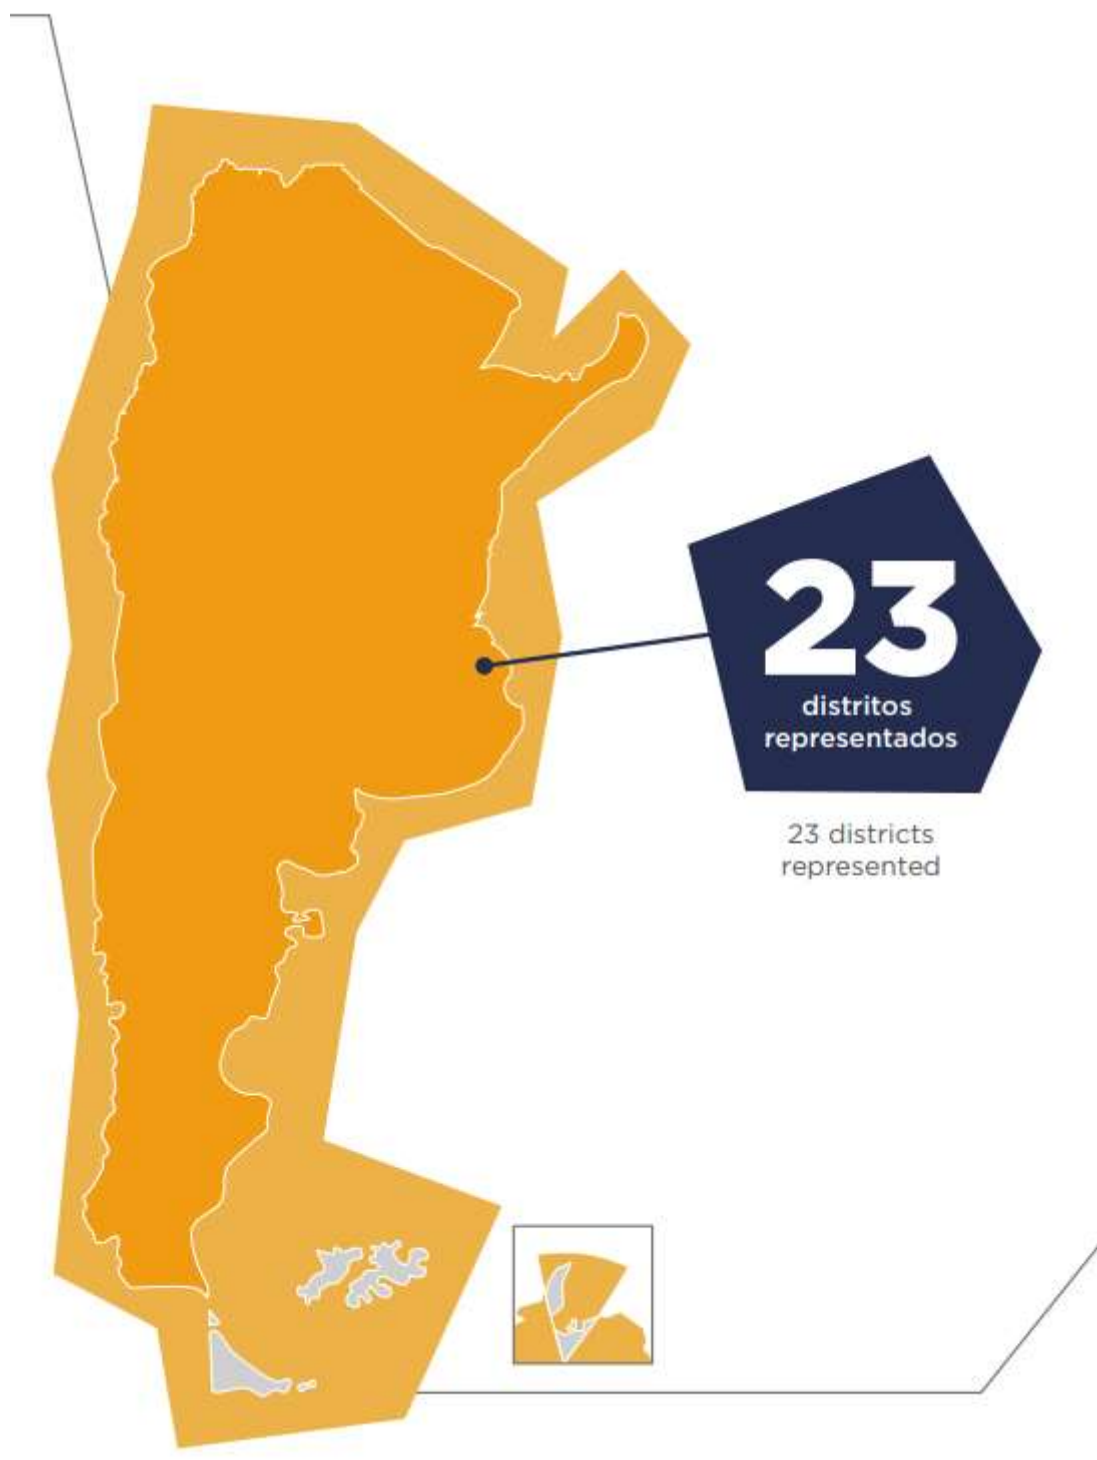 23
distritos
representados
23 districts
represented